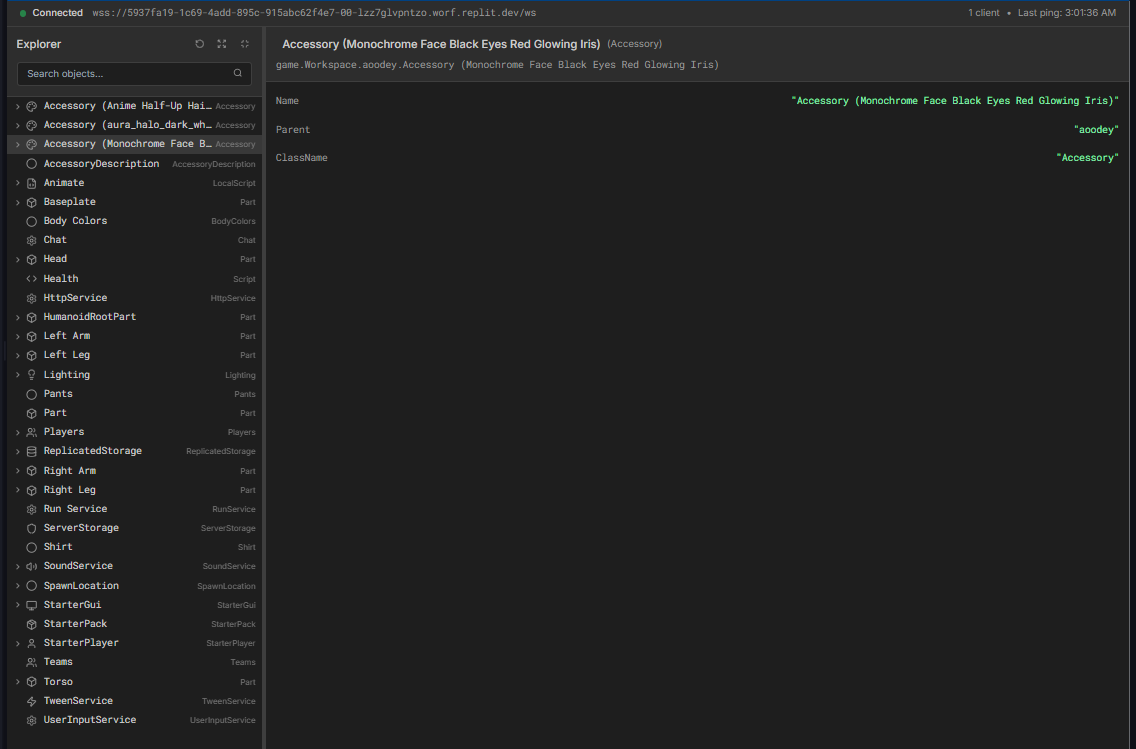 Connected wss://5937fa19-1c69-4add-895c-915abc62f4e7-00-lzz7glvpntzo.worf.replit.dev/ws 1 client • Last ping: 3:01:36 AM
Explorer
Search objects...
Accessory (Anime Half-Up Hai… Accessory
Accessory (aura_halo_dark_wh… Accessory
Accessory (Monochrome Face B… Accessory
AccessoryDescription AccessoryDescription
Animate LocalScript
Baseplate Part
Body Colors BodyColors
Chat Chat
Head Part
Health Script
HttpService HttpService
HumanoidRootPart Part
Left Arm Part
Left Leg Part
Lighting Lighting
Pants Pants
Part Part
Players Players
ReplicatedStorage ReplicatedStorage
Right Arm Part
Right Leg Part
Run Service RunService
ServerStorage ServerStorage
Shirt Shirt
SoundService SoundService
SpawnLocation SpawnLocation
StarterGui StarterGui
StarterPack StarterPack
StarterPlayer StarterPlayer
Teams Teams
Torso Part
TweenService TweenService
UserInputService UserInputService
Accessory (Monochrome Face Black Eyes Red Glowing Iris) (Accessory)
game.Workspace.aoodey.Accessory (Monochrome Face Black Eyes Red Glowing Iris)
Name "Accessory (Monochrome Face Black Eyes Red Glowing Iris)"
Parent "aoodey"
ClassName "Accessory"